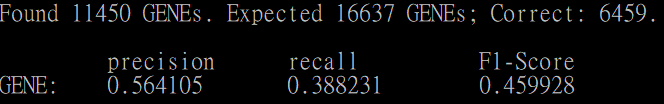 Found 11450 GENEs. Expected 16637 GENEs; Correct: 6459.
precision recall F1-Score
GENE: 0.564105 0.388231 0.459928